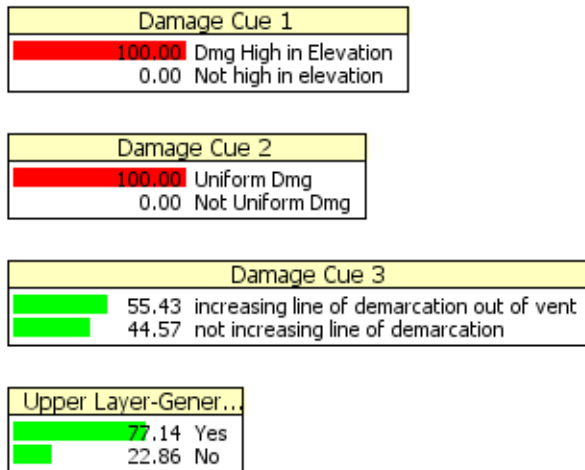 Damage Cue 1
100.00 Dmg High in Elevation
0.00 Not high in elevation
Damage Cue 2
100.00 Uniform Dmg
0.00 Not Uniform Dmg
Damage Cue 3
55.43 increasing line of demarcation out of vent
44.57 not increasing line of demarcation
Upper Layer-Gener...
77.14 Yes
22.86 No